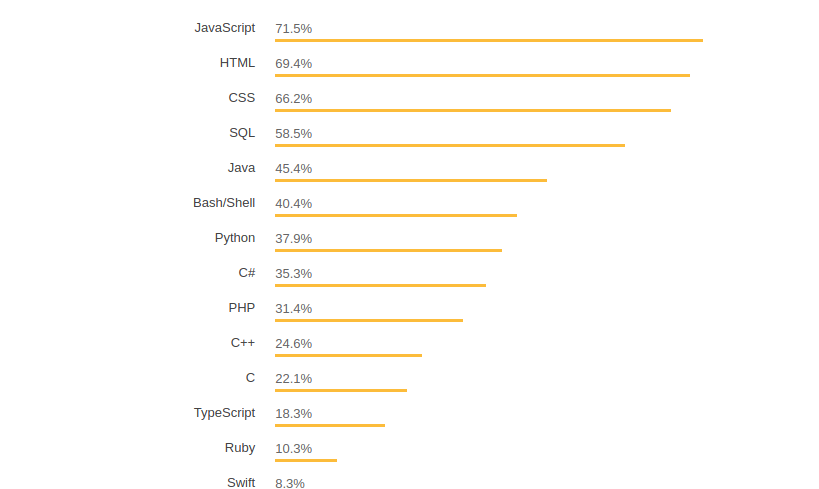 JavaScript 71.5%
HTML 69.4%
CSS 66.2%
SQL 58.5%
Java 45.4%
Bash/Shell 40.4%
Python 37.9%
C# 35.3%
PHP 31.4%
C++ 24.6%
C 22.1%
TypeScript 18.3%
Ruby 10.3%
Swift 8.3%